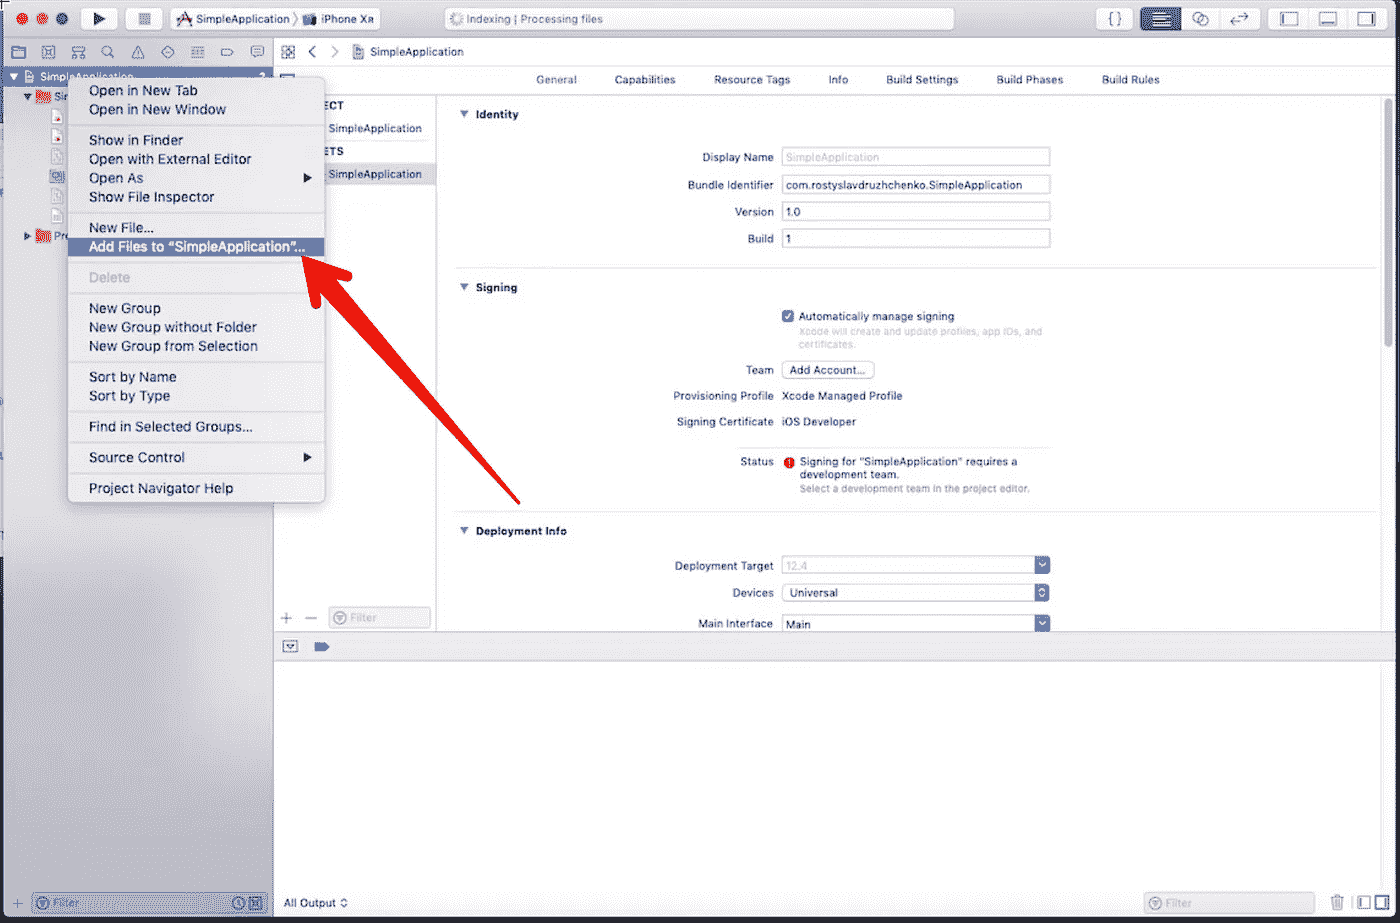 SimpleApplication
iPhone XR
Indexing | Processing files
SimpleApplication
General
Capabilities
Resource Tags
Info
Build Settings
Build Phases
Build Rules
SimpleApplication
Open in New Tab
Open in New Window
Show in Finder
Open with External Editor
Open As
Show File Inspector
New File...
Add Files to “SimpleApplication”...
Delete
New Group
New Group without Folder
New Group from Selection
Sort by Name
Sort by Type
Find in Selected Groups...
Source Control
Project Navigator Help
ECT
SimpleApplication
ETS
SimpleApplication
Filter
Identity
Display Name SimpleApplication
Bundle Identifier com.rostyslavdruzhchenko.SimpleApplication
Version 1.0
Build 1
Signing
Automatically manage signing
Xcode will create and update profiles, app IDs, and
certificates.
Team Add Account...
Provisioning Profile Xcode Managed Profile
Signing Certificate iOS Developer
Status Signing for "SimpleApplication" requires a
development team.
Select a development team in the project editor.
Deployment Info
Deployment Target 12.4
Devices Universal
Main Interface Main
Filter
All Output
Filter